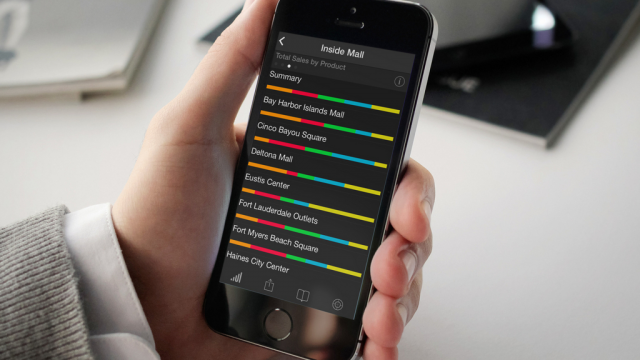 Inside Mall
Total Sales by Product
Summary
Bay Harbor Islands Mall
Cinco Bayou Square
Deltona Mall
Eustis Center
Fort Lauderdale Outlets
Fort Myers Beach Square
Haines City Center